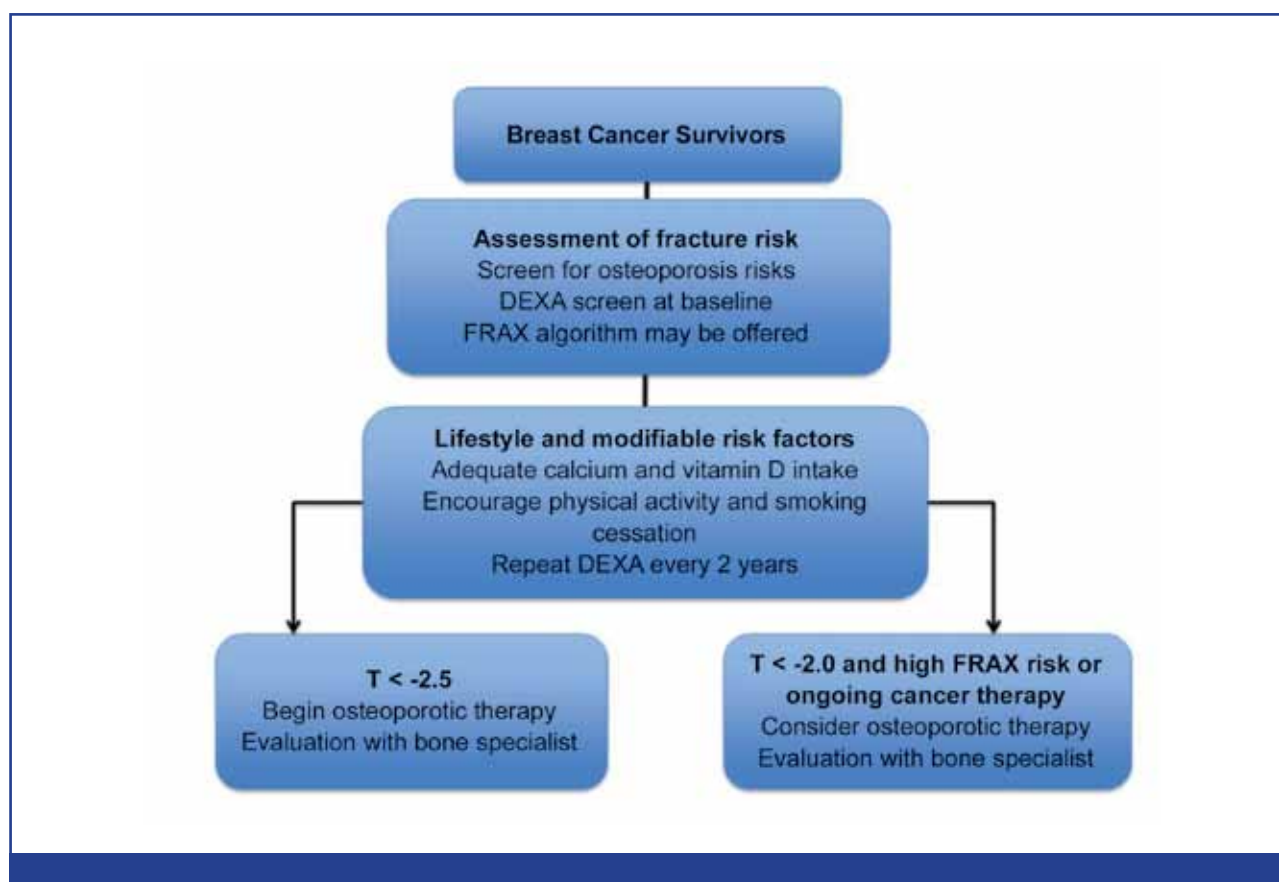 Breast Cancer Survivors
Assessment of fracture risk
Screen for osteoporosis risks
DEXA screen at baseline
FRAX algorithm may be offered
Lifestyle and modifiable risk factors
Adequate calcium and vitamin D intake
Encourage physical activity and smoking
cessation
Repeat DEXA every 2 years
T < -2.5
Begin osteoporotic therapy
Evaluation with bone specialist
T < -2.0 and high FRAX risk or
ongoing cancer therapy
Consider osteoporotic therapy
Evaluation with bone specialist